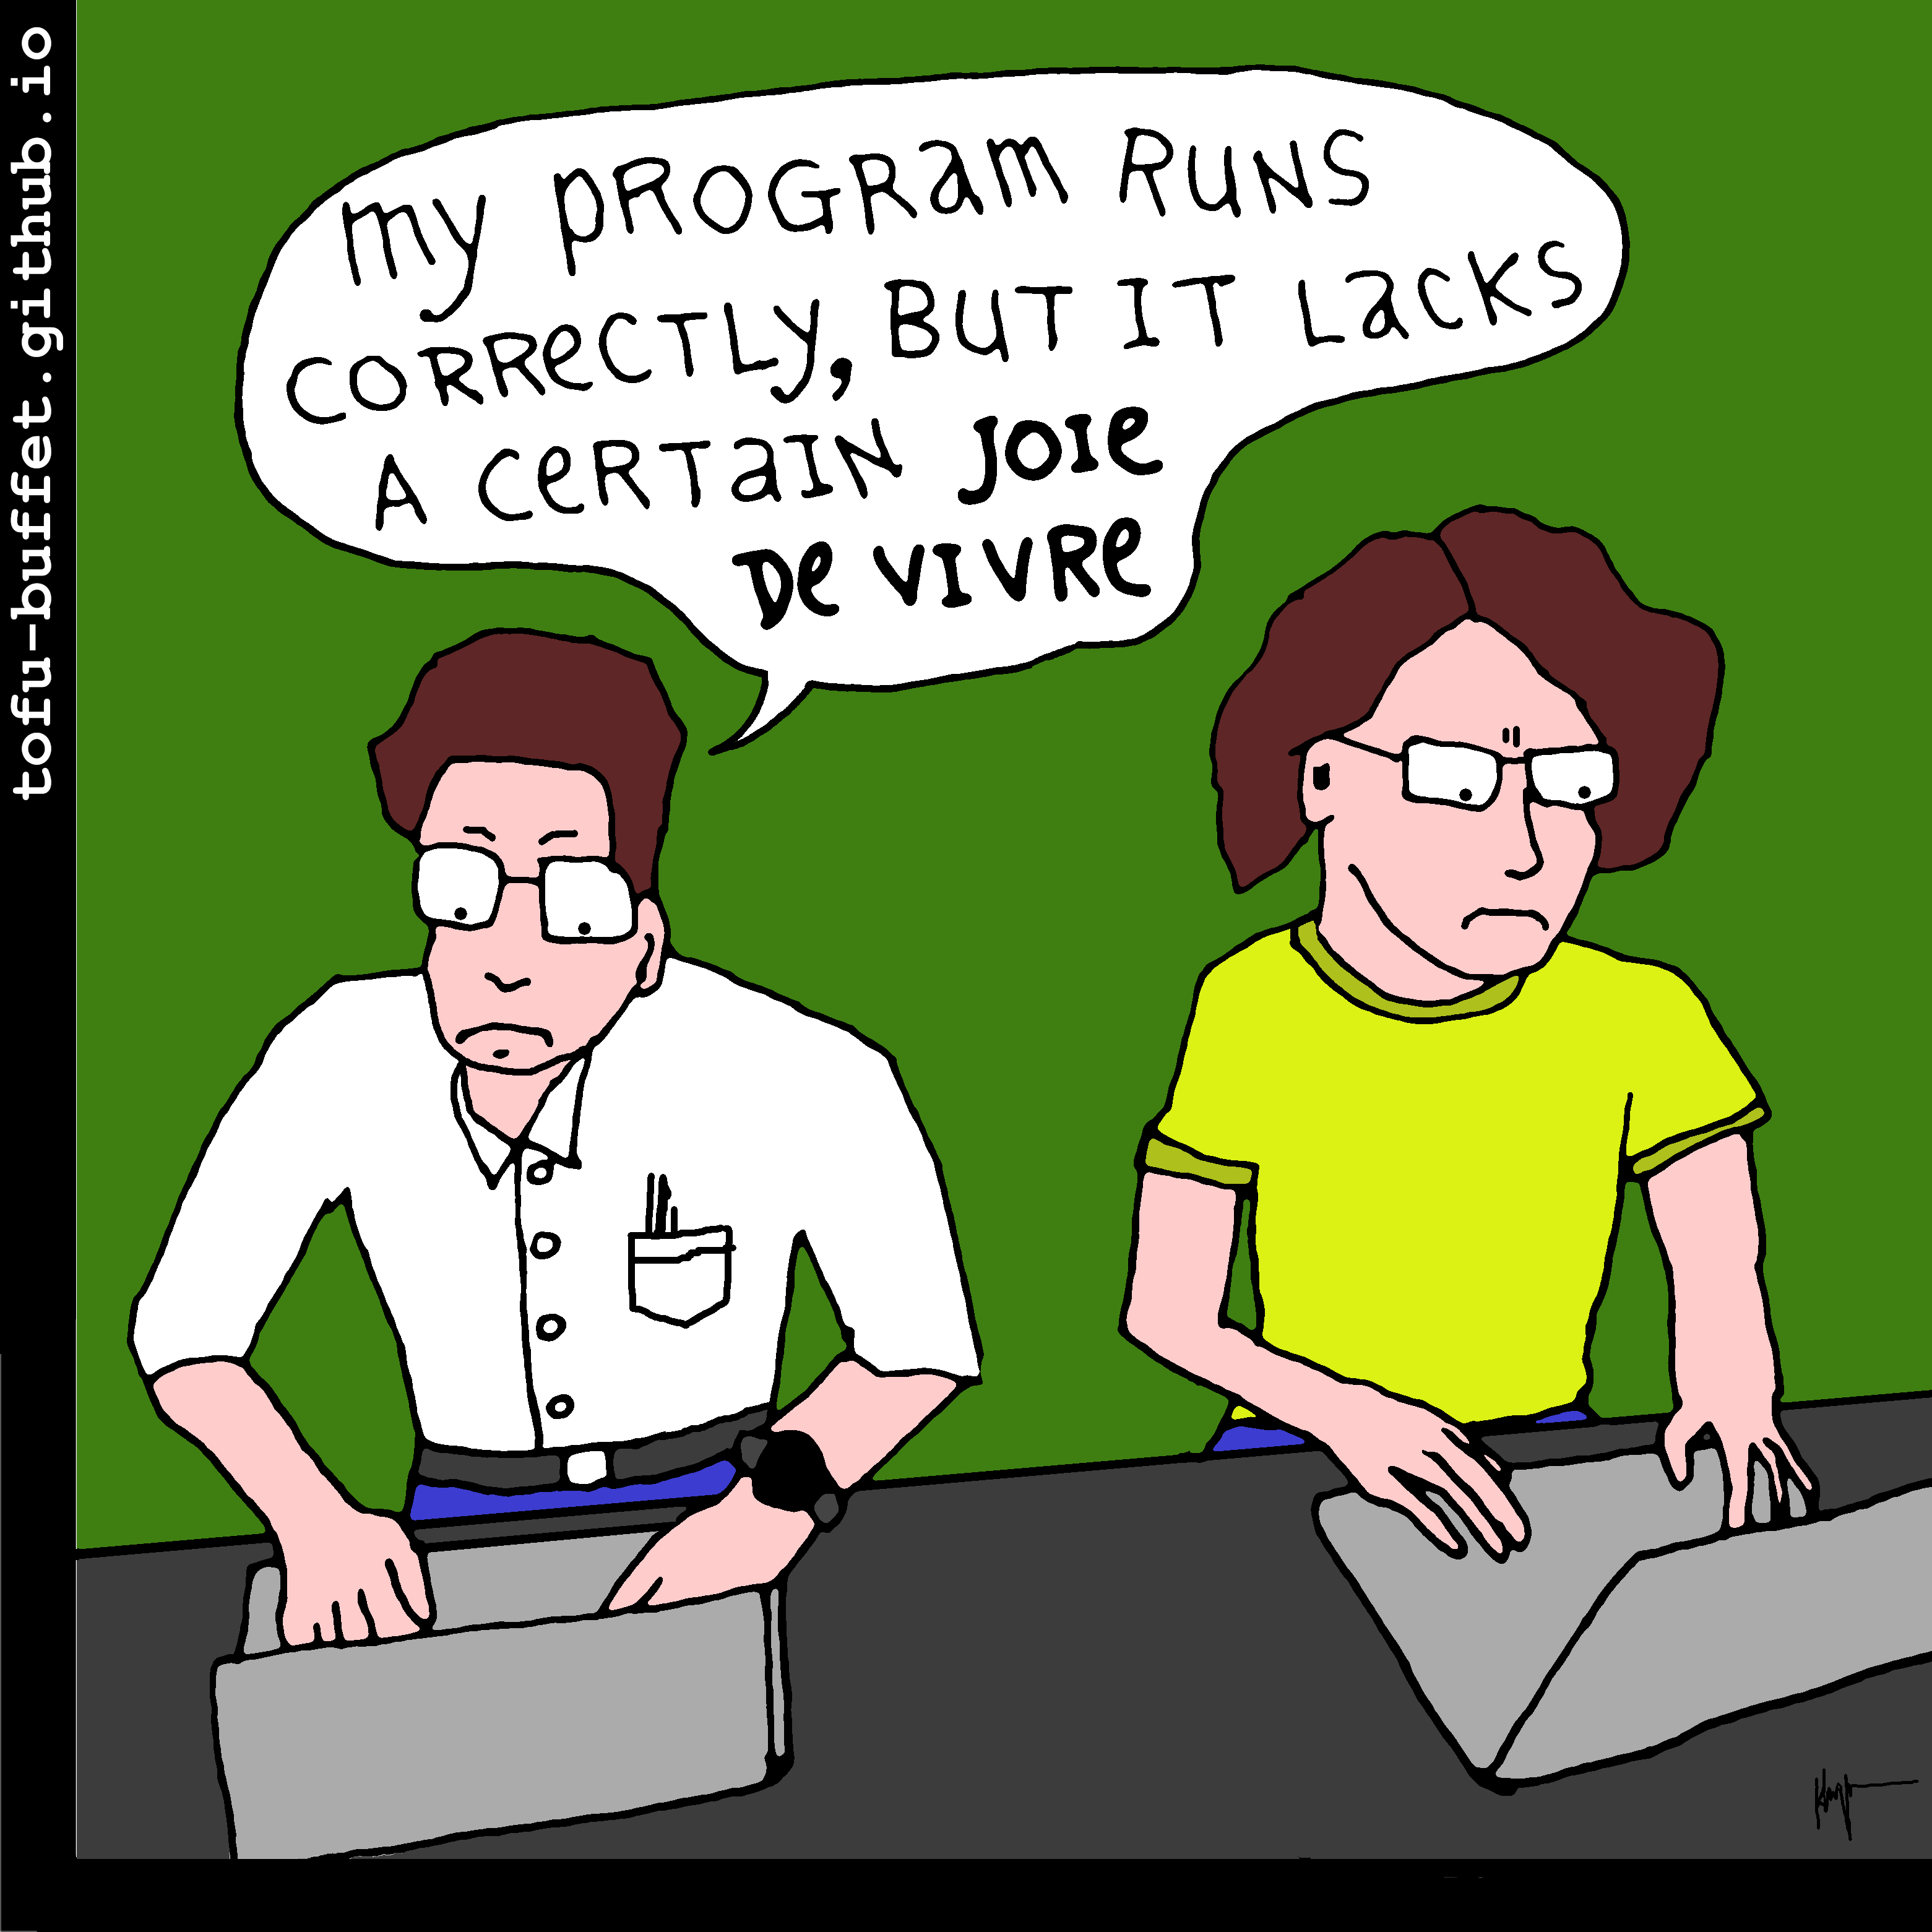 tofu-buffet.github.io
my PROGRam RUNS
CORReCTLy, BUT IT LacKS
A CeRTaIN JOIe
De VIVRe